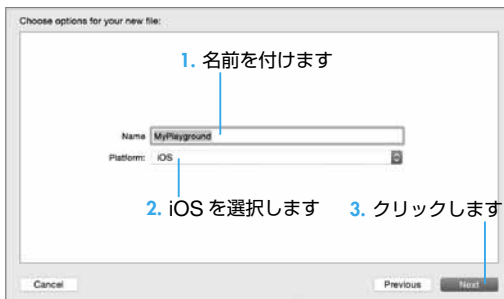 Choose options for your new file:
1. 名前を付けます
Name MyPlayground
Platform: iOS
2. iOS を選択します 3. クリックします
Cancel Previous Next